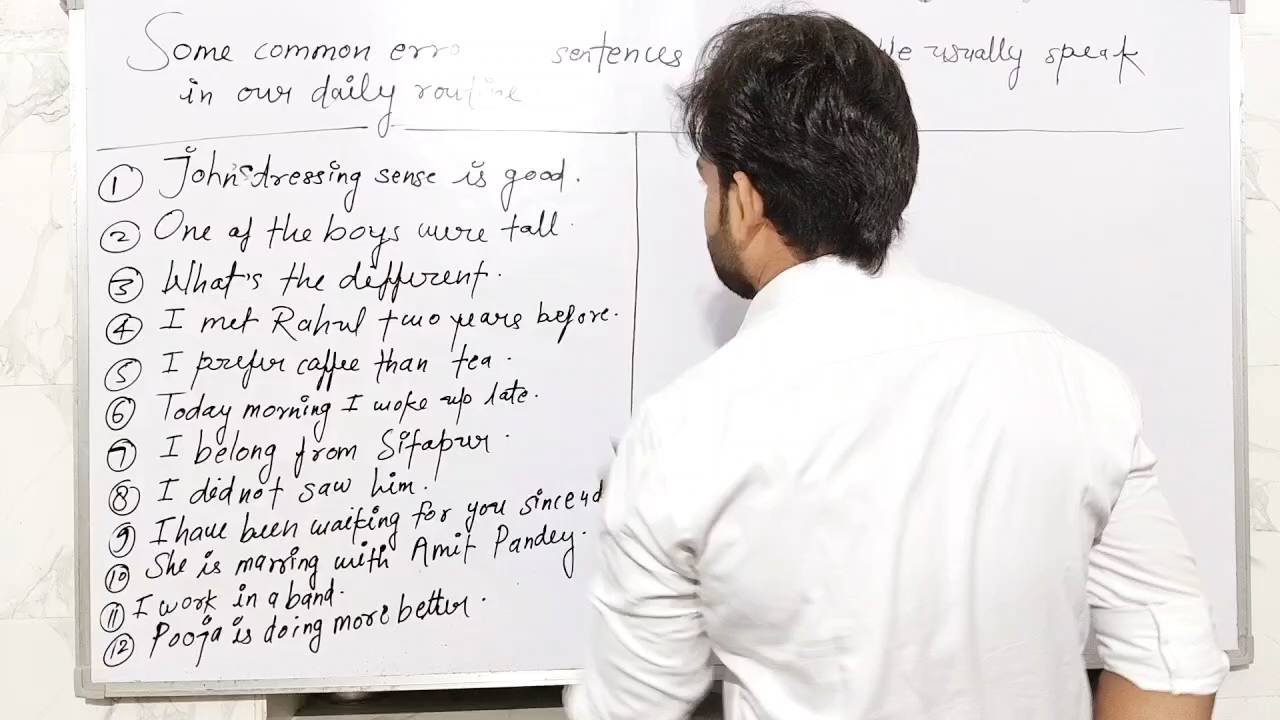 Some common erro sentences le usually speak
in our daily routine
1 John's dressing sense is good.
2 One of the boys were tall.
3 What's the different.
4 I met Rahul two years before.
5 I prefer coffee than tea.
6 Today morning I woke up late.
7 I belong from Sitapur.
8 I did not saw him.
9 I have been waiting for you since 4
10 She is marring with Amit Pandey.
11 I work in a band.
12 Pooja is doing more better.